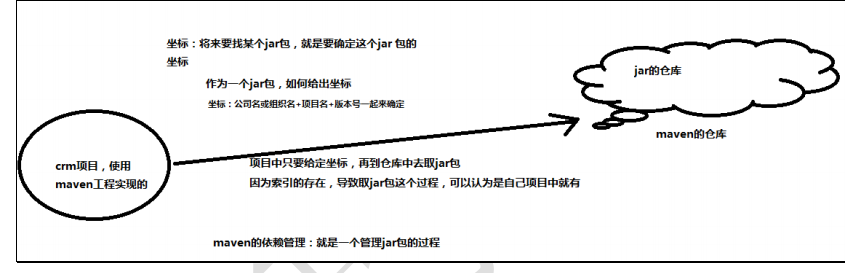 坐标：将来要找某个jar包，就是要确定这个jar 包的
坐标
作为一个jar包，如何给出坐标
坐标：公司名或组织名+项目名+版本号一起来确定
jar的仓库
maven的仓库
crm项目，使用
maven工程实现的
项目中只要给定坐标，再到仓库中去取jar包
因为索引的存在，导致取jar包这个过程，可以认为是自己项目中就有
maven的依赖管理：就是一个管理jar包的过程